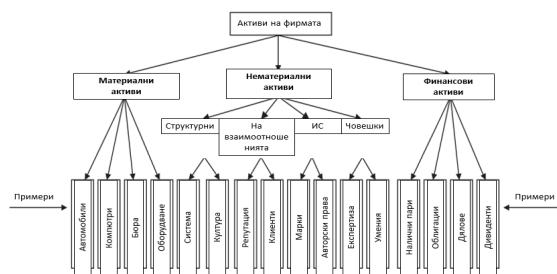 Активи на фирмата
Материални
активи
Нематериални
активи
Финансови
активи
Структурни
На
взаимоотноше
нията
ИС
Човешки
Примери
Автомобили
Компютри
Бюра
Оборудване
Система
Култура
Репутация
Клиенти
Марки
Авторски права
Експертиза
Умения
Налични пари
Облигации
Дялове
Дивиденти
Примери